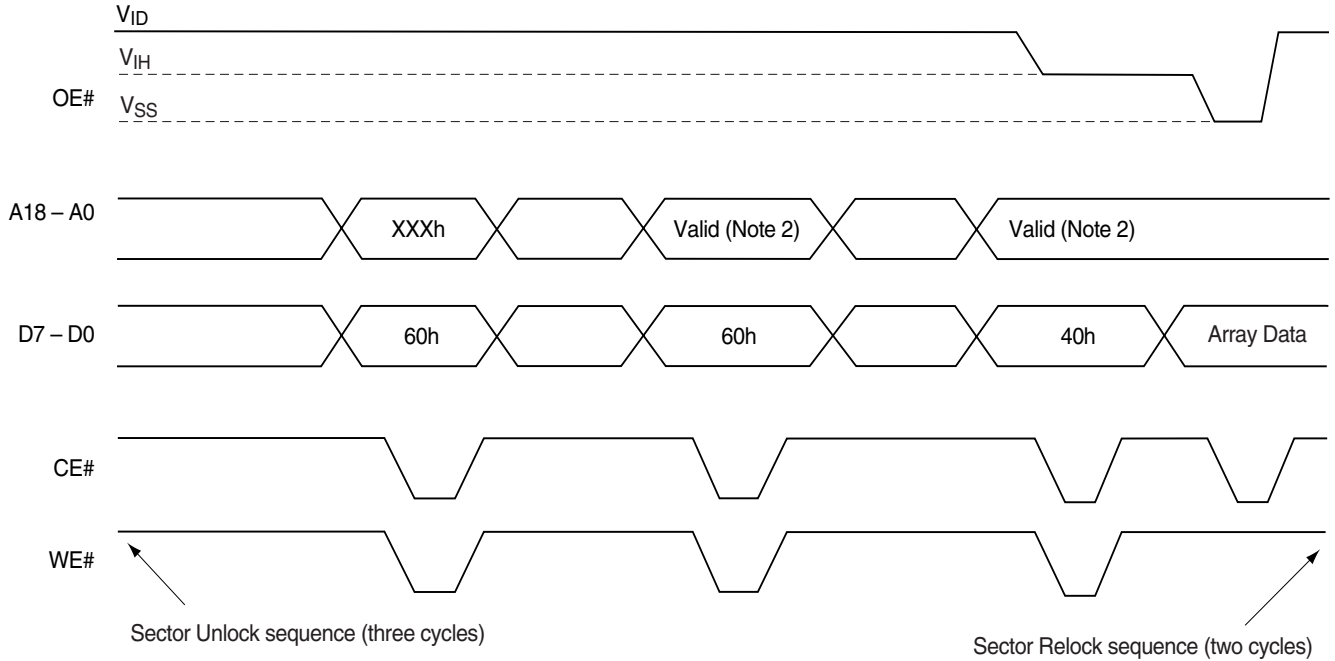 VID
VIH
OE#
VSS
A18 – A0
XXXh
Valid (Note 2)
Valid (Note 2)
D7 – D0
60h
60h
40h
Array Data
CE#
WE#
Sector Unlock sequence (three cycles)
Sector Relock sequence (two cycles)